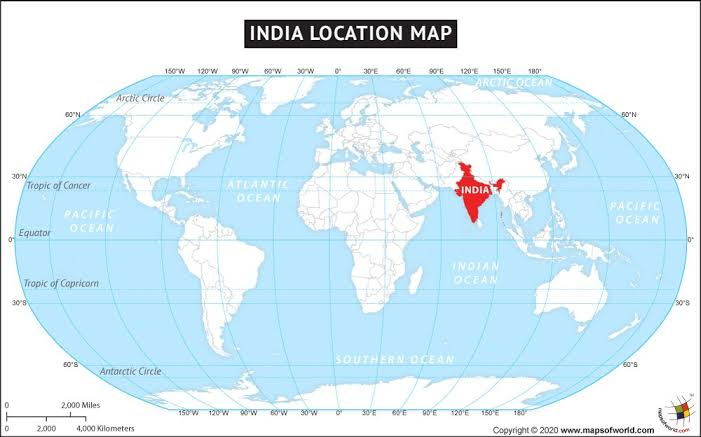 INDIA LOCATION MAP
150°W 120°W 90°W 60°W 30°W 0° 30°E 60°E 90°E 120°E 150°E 180°
ARCTIC OCEAN
Arctic Circle
60°N
60°N
30°N
30°N
Tropic of Cancer
INDIA
ATLANTIC
OCEAN
PACIFIC
OCEAN
PACIFIC
OCEAN
Equator
0°
0°
INDIAN
OCEAN
Tropic of Capricorn
30°S
30°S
SOUTHERN OCEAN
60°S
60°S
Antarctic Circle
0 2,000 Miles
0 2,000 4,000 Kilometers
150°W 120°W 90°W 60°W 30°W 0° 30°E 60°E 90°E 120°E 150°E 180°
mapsofworld.com
Copyright © 2020 www.mapsofworld.com